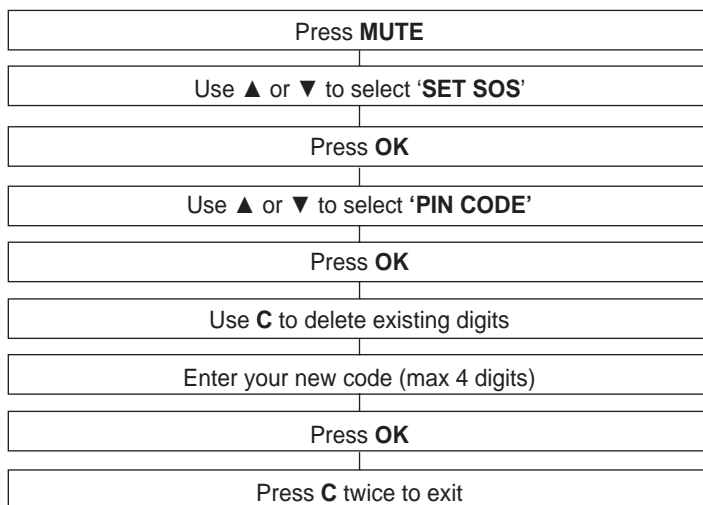 Press MUTE
Use ▲ or ▼ to select ‘SET SOS’
Press OK
Use ▲ or ▼ to select ‘PIN CODE’
Press OK
Use C to delete existing digits
Enter your new code (max 4 digits)
Press OK
Press C twice to exit